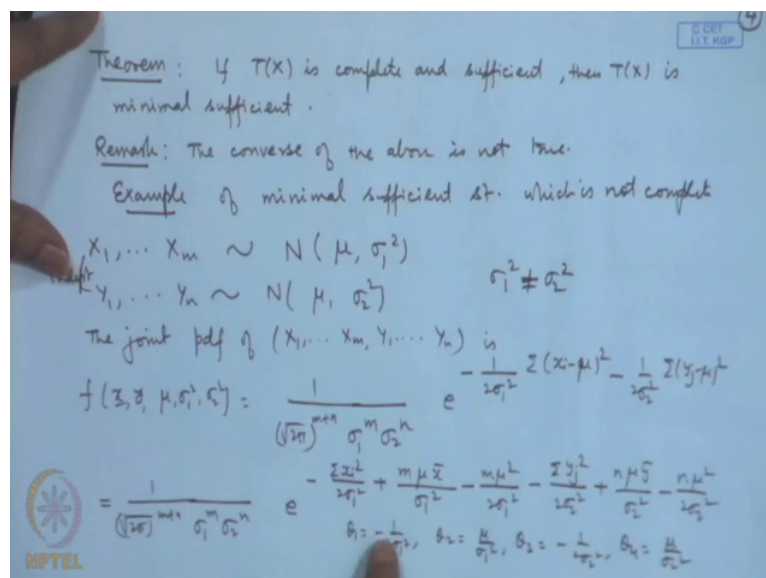 4
© CET
I.I.T. KGP
Theorem : If T(X) is complete and sufficient, then T(X) is
minimal sufficient.
Remark : The converse of the above is not true.
Example of minimal sufficient st. which is not complete
X₁, ... Xₘ ~ N(μ, σ₁²)
σ₁² ≠ σ₂²
Y₁, ... Yₙ ~ N(μ, σ₂²)
The joint pdf of (X₁, ... Xₘ, Y₁, ... Yₙ) is
f(x, y, μ, σ₁², σ₂²) = 1/((√2π)^(m+n) σ₁^m σ₂^n) e^(- 1/(2σ₁²) Σ(xi-μ)² - 1/(2σ₂²) Σ(yj-μ)²)
= 1/((√2π)^(m+n) σ₁^m σ₂^n) e^(- Σxi²/(2σ₁²) + mμx̄/σ₁² - mμ²/(2σ₁²) - Σyj²/(2σ₂²) + nμȳ/σ₂² - nμ²/(2σ₂²))
θ₁ = - 1/(2σ₁²), θ₂ = μ/σ₁², θ₃ = - 1/(2σ₂²), θ₄ = μ/σ₂²
NPTEL